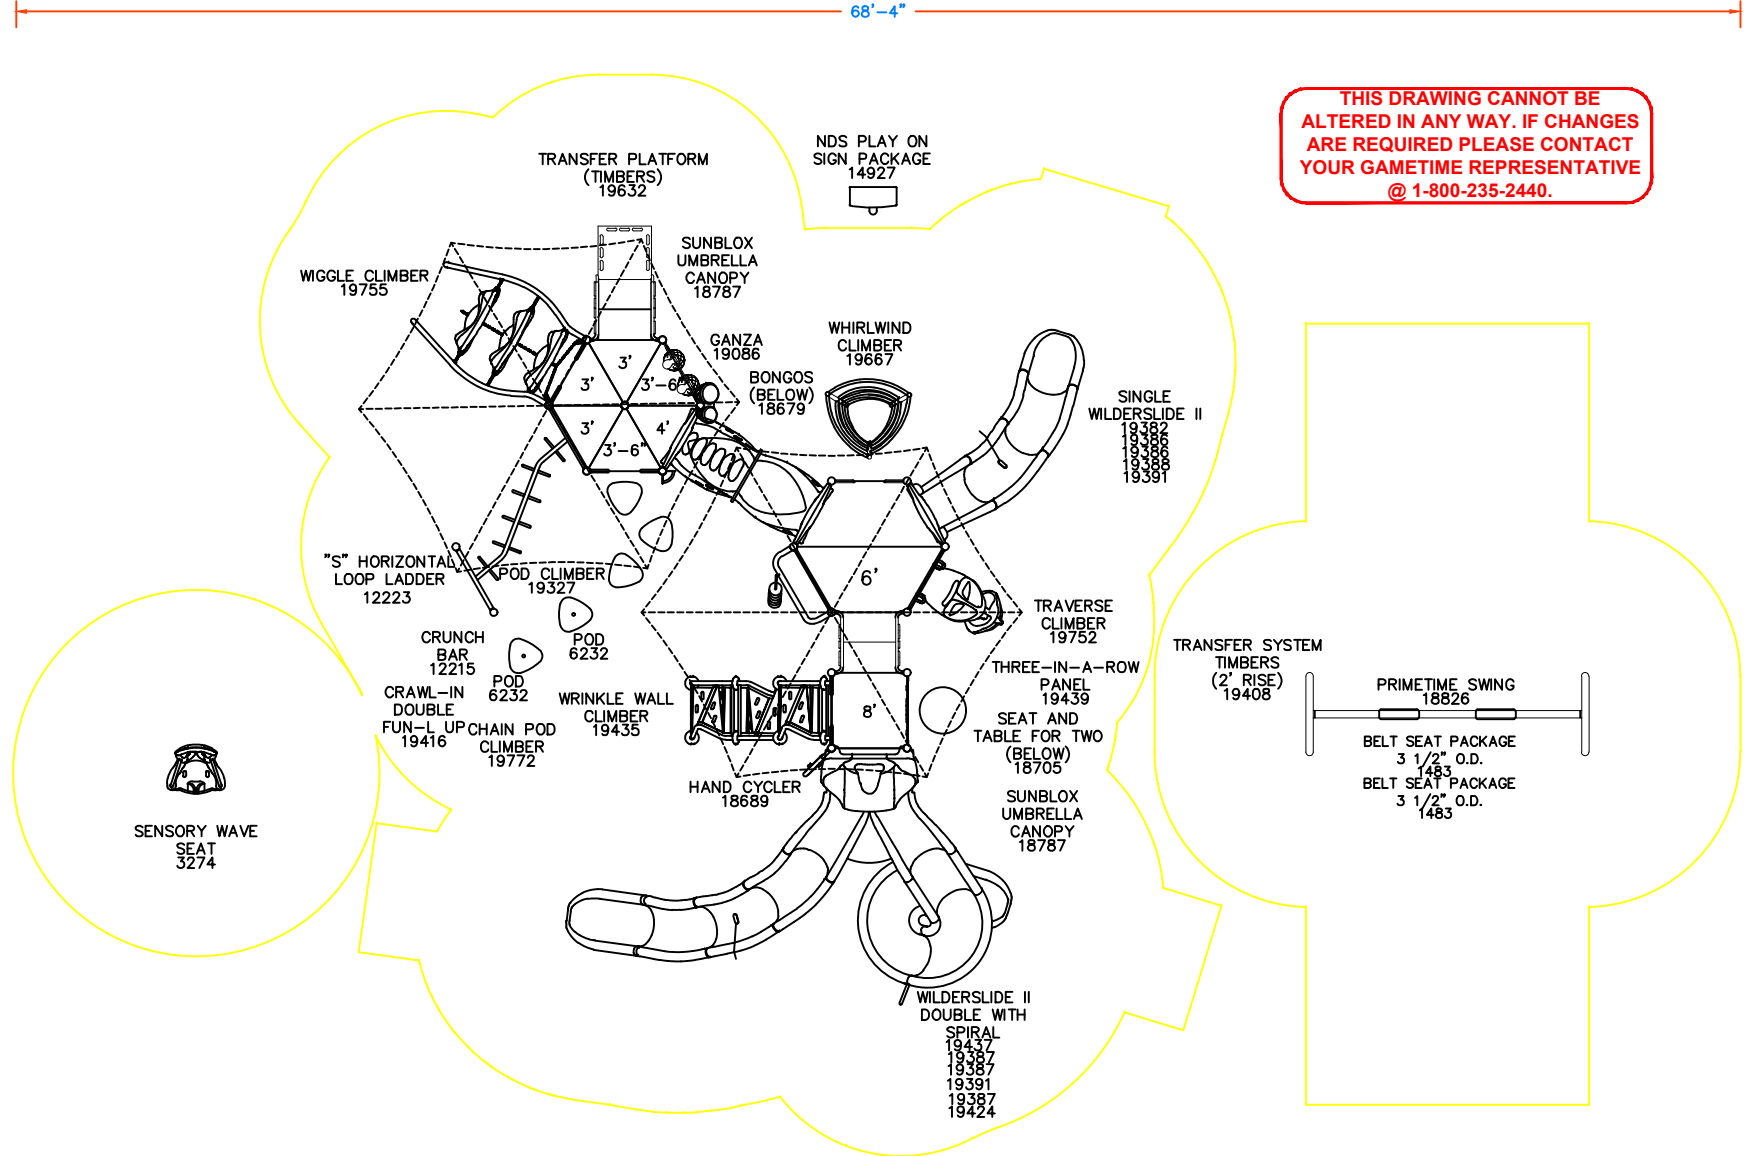 68'-4"
THIS DRAWING CANNOT BE
ALTERED IN ANY WAY. IF CHANGES
ARE REQUIRED PLEASE CONTACT
YOUR GAMETIME REPRESENTATIVE
@ 1-800-235-2440.
NDS PLAY ON
SIGN PACKAGE
14927
TRANSFER PLATFORM
(TIMBERS)
19632
SUNBLOX
UMBRELLA
CANOPY
18787
WIGGLE CLIMBER
19755
GANZA
19086
WHIRLWIND
CLIMBER
19667
BONGOS
(BELOW)
18679
SINGLE
WILDERSLIDE II
19382
19386
19386
19388
19391
3'
3'
3'-6"
3'
4'
3'-6"
"S" HORIZONTAL
LOOP LADDER
12223
POD CLIMBER
19327
6'
TRAVERSE
CLIMBER
19752
CRUNCH
BAR
12215
POD
6232
POD
6232
TRANSFER SYSTEM
TIMBERS
(2' RISE)
19408
THREE-IN-A-ROW
PANEL
19439
PRIMETIME SWING
18826
CRAWL-IN
DOUBLE
FUN-L UP
19416
WRINKLE WALL
CLIMBER
19435
8'
SEAT AND
TABLE FOR TWO
(BELOW)
18705
CHAIN POD
CLIMBER
19772
BELT SEAT PACKAGE
3 1/2" O.D.
1483
BELT SEAT PACKAGE
3 1/2" O.D.
1483
HAND CYCLER
18689
SUNBLOX
UMBRELLA
CANOPY
18787
SENSORY WAVE
SEAT
3274
WILDERSLIDE II
DOUBLE WITH
SPIRAL
19437
19387
19387
19391
19387
19424